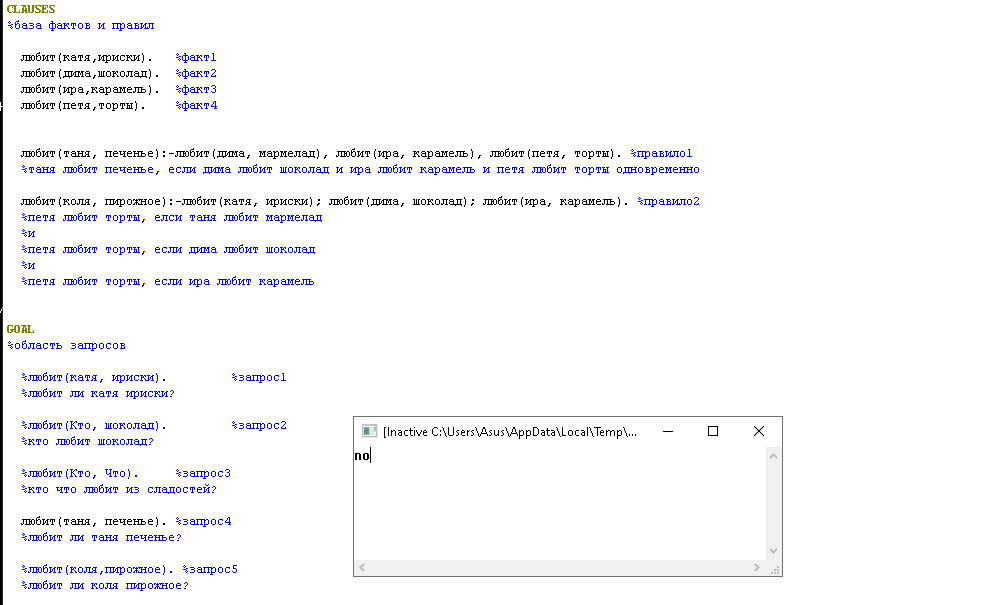 CLAUSES
%база фактов и правил
любит(катя,ириски). %факт1
любит(дима,шоколад). %факт2
любит(ира,карамель). %факт3
любит(петя,торты). %факт4
любит(таня, печенье):-любит(дима, мармелад), любит(ира, карамель), любит(петя, торты). %правило1
%таня любит печенье, если дима любит шоколад и ира любит карамель и петя любит торты одновременно
любит(коля, пирожное):-любит(катя, ириски); любит(дима, шоколад); любит(ира, карамель). %правило2
%петя любит торты, елси таня любит мармелад
%и
%петя любит торты, если дима любит шоколад
%и
%петя любит торты, если ира любит карамель
GOAL
%область запросов
%любит(катя, ириски). %запрос1
%любит ли катя ириски?
%любит(Кто, шоколад). %запрос2
%кто любит шоколад?
%любит(Кто, Что). %запрос3
%кто что любит из сладостей?
любит(таня, печенье). %запрос4
%любит ли таня печенье?
%любит(коля,пирожное). %запрос5
%любит ли коля пирожное?
[Inactive C:\Users\Asus\AppData\Local\Temp\...
no